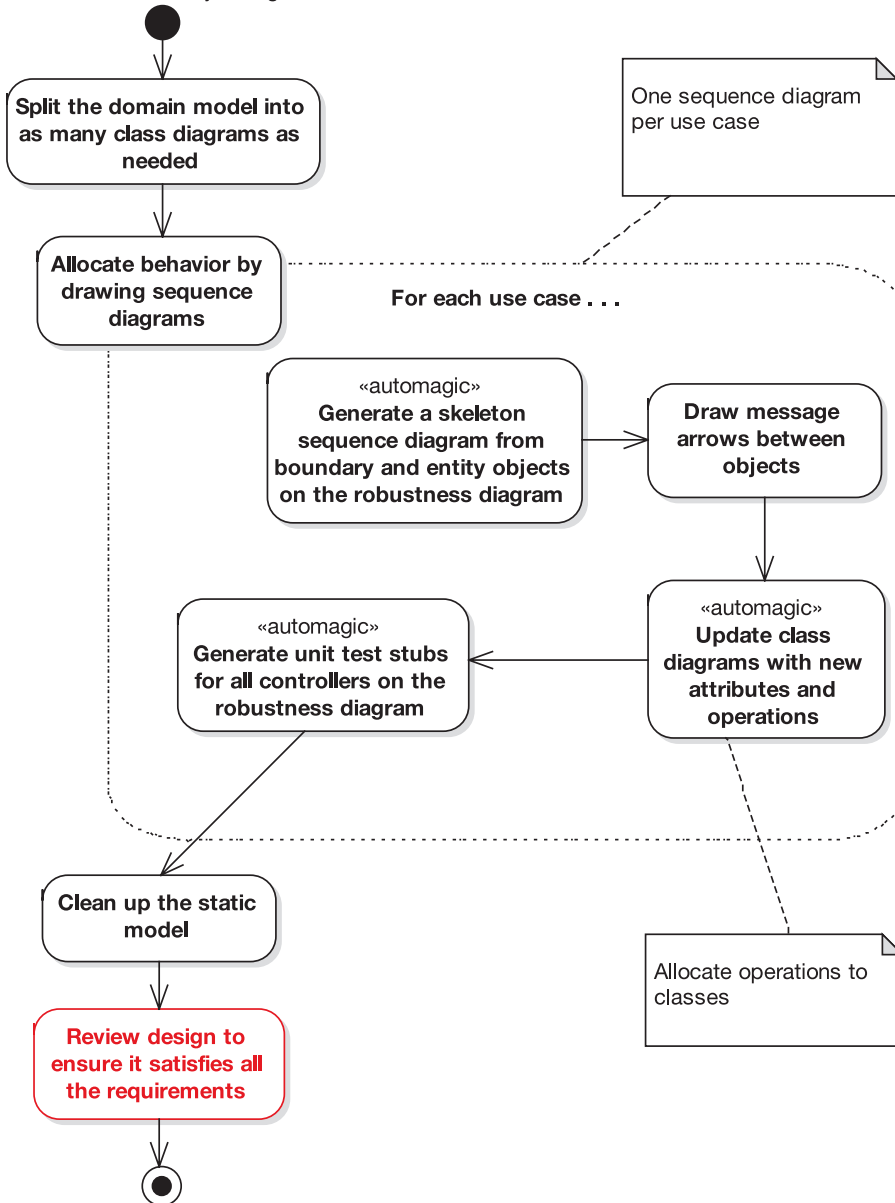 Split the domain model into
as many class diagrams as
needed
One sequence diagram
per use case
Allocate behavior by
drawing sequence
diagrams
For each use case . . .
«automagic»
Generate a skeleton
sequence diagram from
boundary and entity objects
on the robustness diagram
Draw message
arrows between
objects
«automagic»
Generate unit test stubs
for all controllers on the
robustness diagram
«automagic»
Update class
diagrams with new
attributes and
operations
Clean up the static
model
Allocate operations to
classes
Review design to
ensure it satisfies all
the requirements